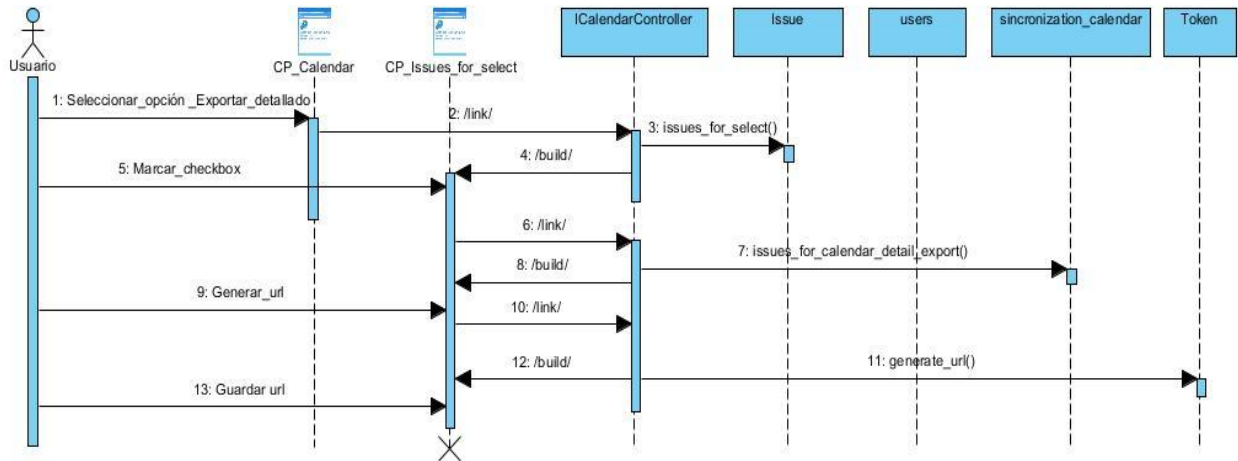 ICalendarController
Issue
users
sincronization_calendar
Token
Usuario
CP_Calendar
CP_Issues_for_select
1: Seleccionar_opción _Exportar_detallado
2: /link/
3: issues_for_select()
4: /build/
5: Marcar_checkbox
6: /link/
7: issues_for_calendar_detail_export()
8: /build/
9: Generar_url
10: /link/
12: /build/
11: generate_url()
13: Guardar url